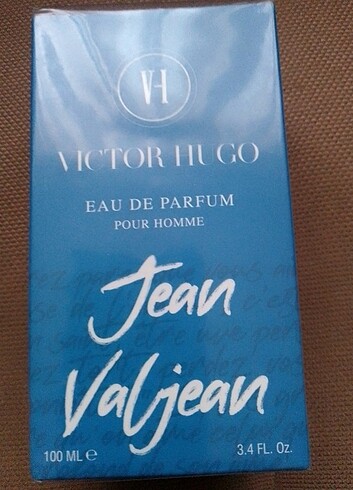 VH
VICTOR HUGO
EAU DE PARFUM
POUR HOMME
Jean
Valjean
100 ML e 3.4 FL. Oz.